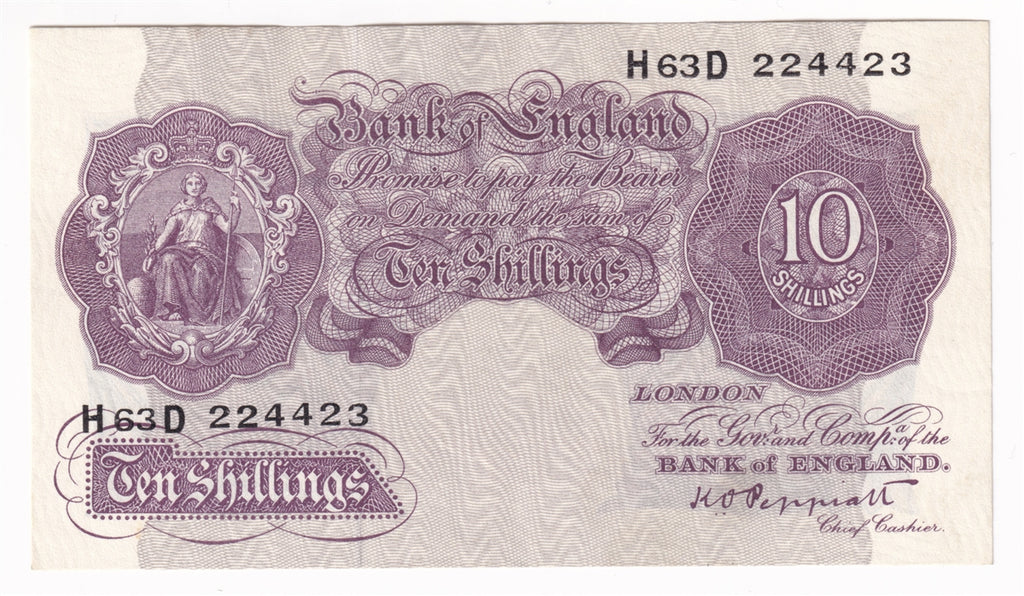 H63D 224423
Bank of England
Promise to pay the Bearer
on Demand the sum of
Ten Shillings
10
SHILLINGS
LONDON
For the Govr. and Compa. of the
BANK of ENGLAND.
K O Peppiatt
Chief Cashier.
H63D 224423
Ten Shillings